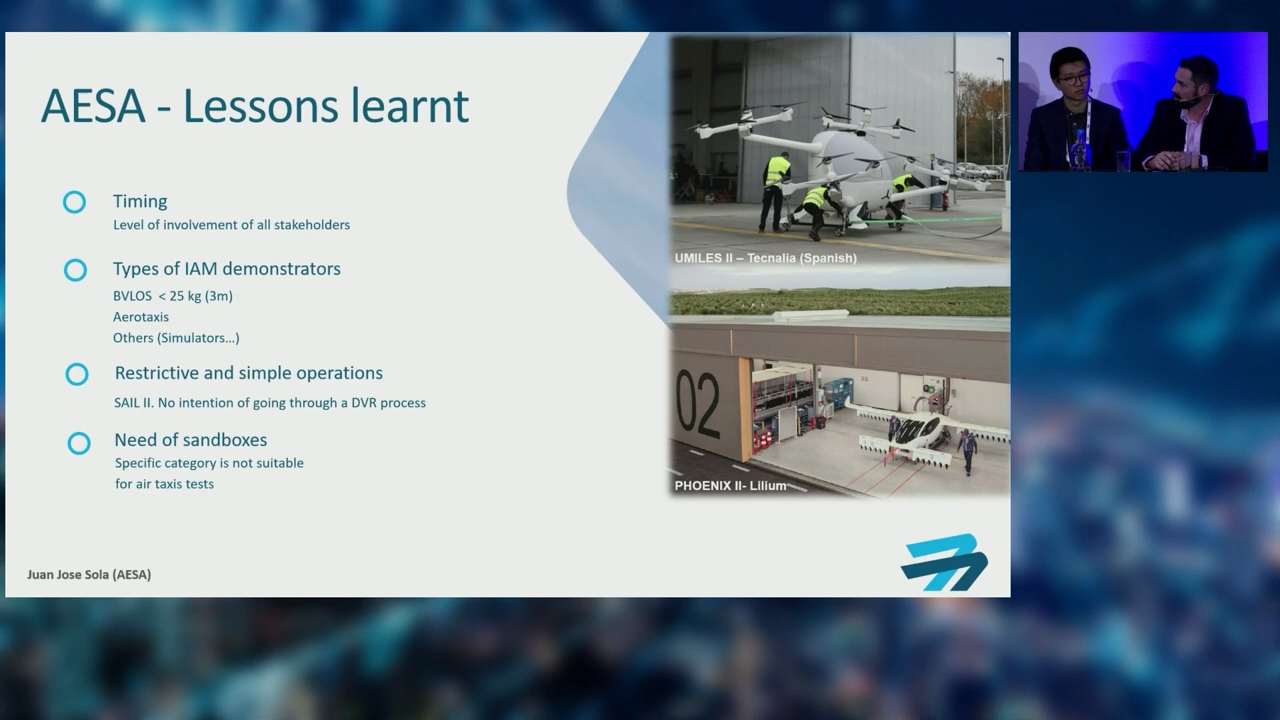 AESA - Lessons learnt
Timing
Level of involvement of all stakeholders
Types of IAM demonstrators
BVLOS < 25 kg (3m)
Aerotaxis
Others (Simulators...)
Restrictive and simple operations
SAIL II. No intention of going through a DVR process
Need of sandboxes
Specific category is not suitable
for air taxis tests
UMILES II – Tecnalia (Spanish)
02
PHOENIX II- Lilium
Juan Jose Sola (AESA)